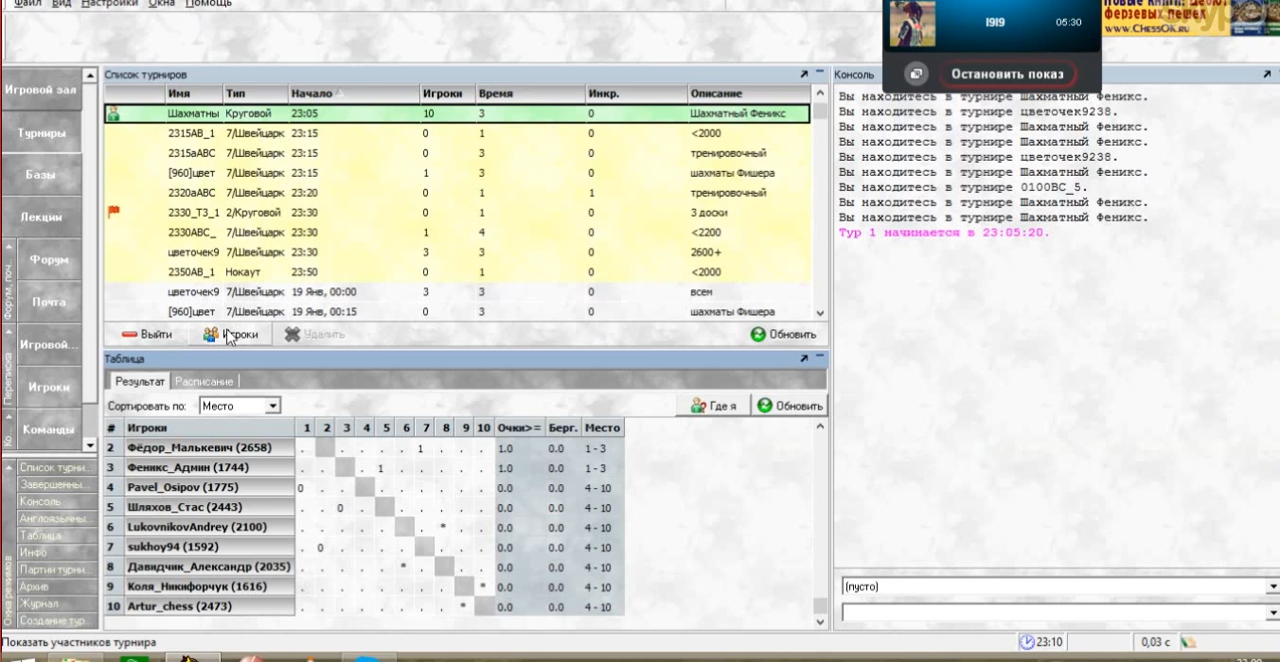 Файл Вид Настройки Окна Помощь
1919 05:30
Остановить показ
Новые книги: Дебют
ферзевых пешек
www.ChessOK.ru
Игровой зал
Турниры
Базы
Лекции
Форум
Почта
Игровой...
Игроки
Команды
Форум, поч...
Переписка
Ко...
Окна режимов
Список турни...
Завершенны...
Консоль
Англоязычны...
Таблица
Инфо
Партии турни...
Архив
Журнал
Создание тур...
Список турниров
Имя Тип Начало Игроки Время Инкр. Описание
Шахматны Круговой 23:05 10 3 0 Шахматный Феникс
2315AB_1 7/Швейцарк 23:15 0 1 0 <2000
2315aABC 7/Швейцарк 23:15 0 3 0 тренировочный
[960]цвет 7/Швейцарк 23:15 1 3 0 шахматы Фишера
2320aABC 7/Швейцарк 23:20 0 1 1 тренировочный
2330_T3_1 2/Круговой 23:30 0 1 0 3 доски
2330ABC_ 7/Швейцарк 23:30 1 4 0 <2200
цветочек9 7/Швейцарк 23:30 3 3 0 2600+
2350AB_1 Нокаут 23:50 0 1 0 <2000
цветочек9 7/Швейцарк 19 Янв, 00:00 3 3 0 всем
[960]цвет 7/Швейцарк 19 Янв, 00:15 1 3 0 шахматы Фишера
Выйти Игроки Удалить Обновить
Таблица
Результат Расписание
Сортировать по: Место Где я Обновить
# Игроки 1 2 3 4 5 6 7 8 9 10 Очки>= Берг. Место
2 Фёдор_Малькевич (2658) . . . . . 1 . . . 1.0 0.0 1 - 3
3 Феникс_Админ (1744) . . . 1 . . . . . 1.0 0.0 1 - 3
4 Pavel_Osipov (1775) 0 . . . . . . . . 0.0 0.0 4 - 10
5 Шляхов_Стас (2443) . . 0 . . . . . . 0.0 0.0 4 - 10
6 LukovnikovAndrey (2100) . . . . . . * . . 0.0 0.0 4 - 10
7 sukhoy94 (1592) . 0 . . . . . . . 0.0 0.0 4 - 10
8 Давидчик_Александр (2035) . . . . . * . . . 0.0 0.0 4 - 10
9 Коля_Никифорчук (1616) . . . . . . . . * 0.0 0.0 4 - 10
10 Artur_chess (2473) . . . . . . . . * 0.0 0.0 4 - 10
Консоль
Вы находитесь в турнире Шахматный Феникс.
Вы находитесь в турнире цветочек9238.
Вы находитесь в турнире Шахматный Феникс.
Вы находитесь в турнире Шахматный Феникс.
Вы находитесь в турнире цветочек9238.
Вы находитесь в турнире Шахматный Феникс.
Вы находитесь в турнире 0100BC_5.
Вы находитесь в турнире Шахматный Феникс.
Вы находитесь в турнире Шахматный Феникс.
Тур 1 начинается в 23:05:20.
(пусто)
Показать участников турнира
23:10 0,03 с